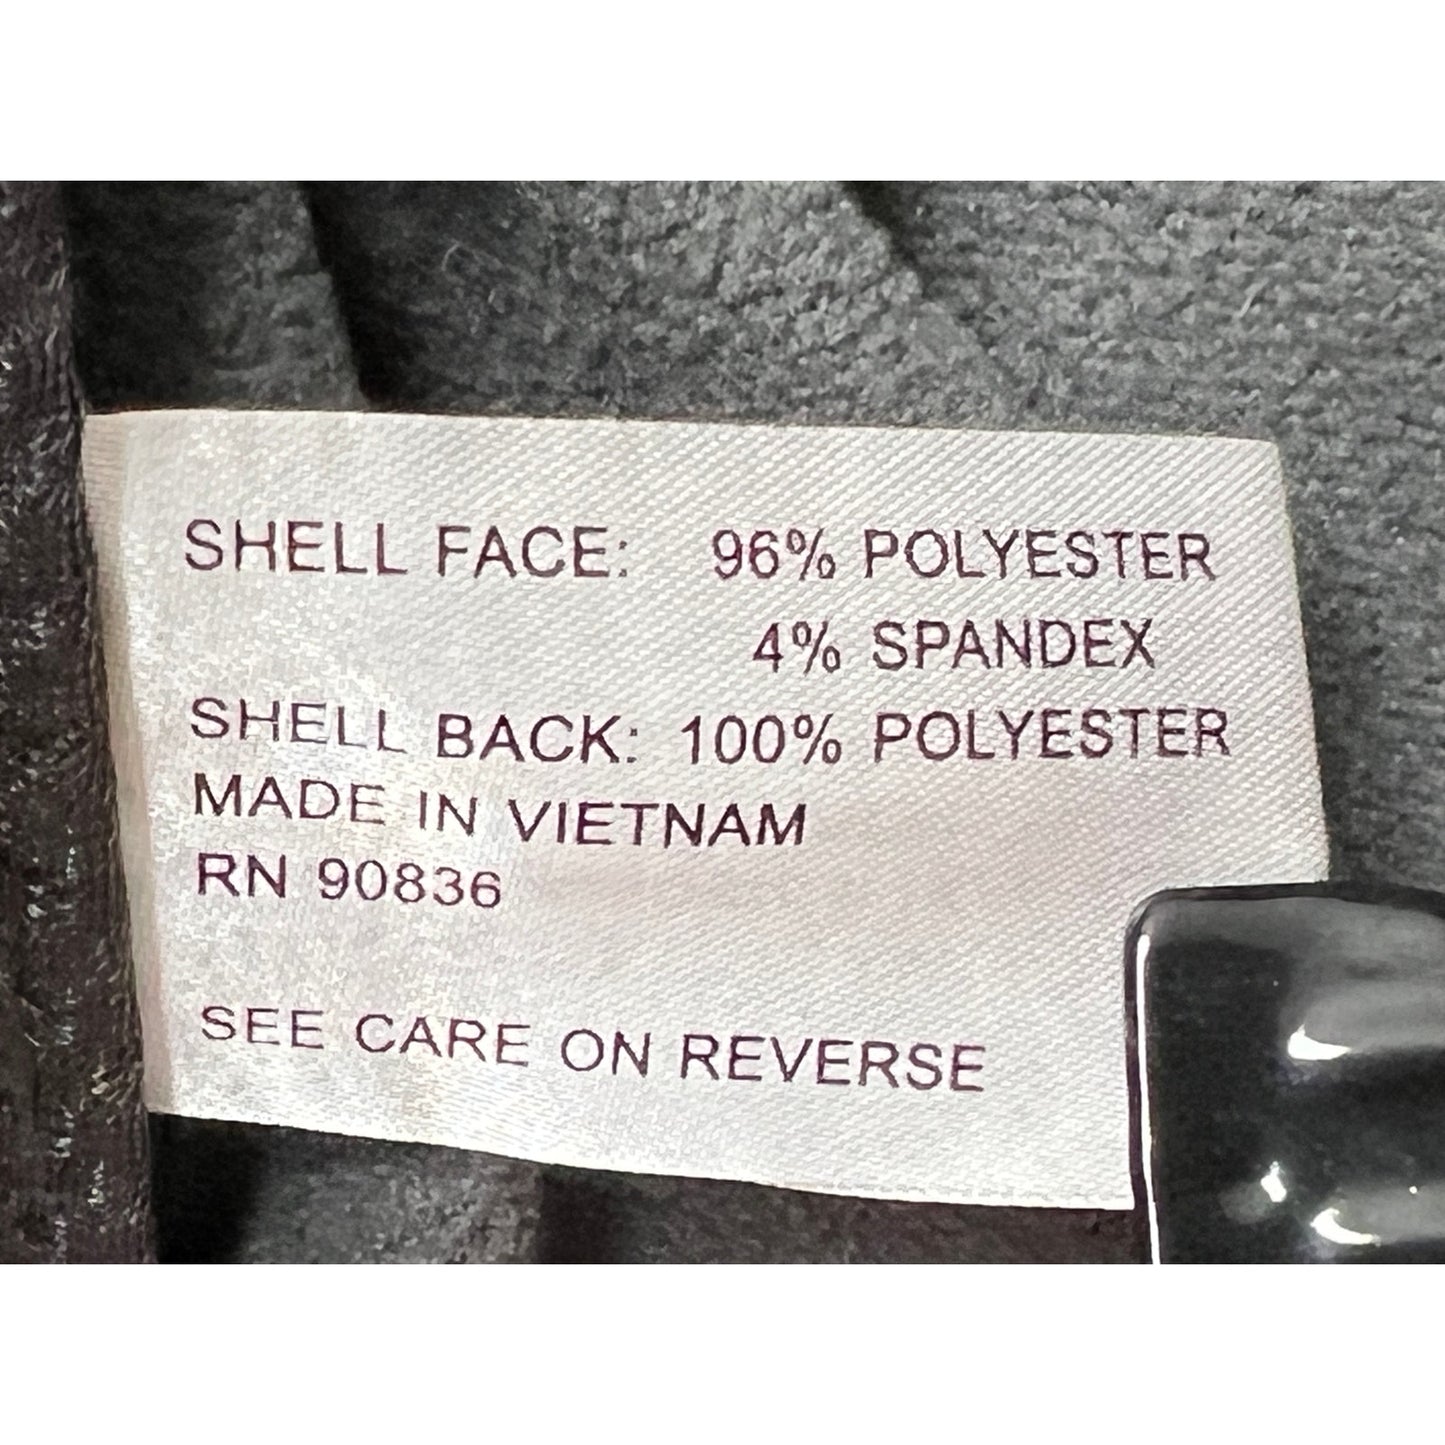 SHELL FACE: 96% POLYESTER
4% SPANDEX
SHELL BACK: 100% POLYESTER
MADE IN VIETNAM
RN 90836
SEE CARE ON REVERSE